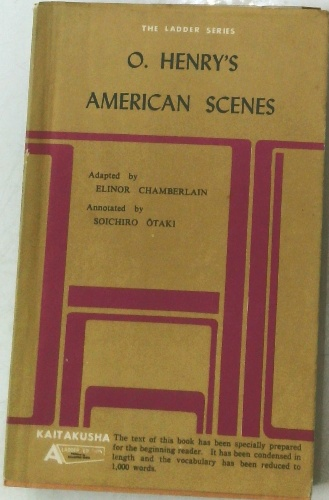 THE LADDER SERIES
O. HENRY'S
AMERICAN SCENES
Adapted by
ELINOR CHAMBERLAIN
Annotated by
SOICHIRO ŌTAKI
KAITAKUSHA
The text of this book has been specially prepared
for the beginning reader. It has been condensed in
length and the vocabulary has been reduced to
1,000 words.
A